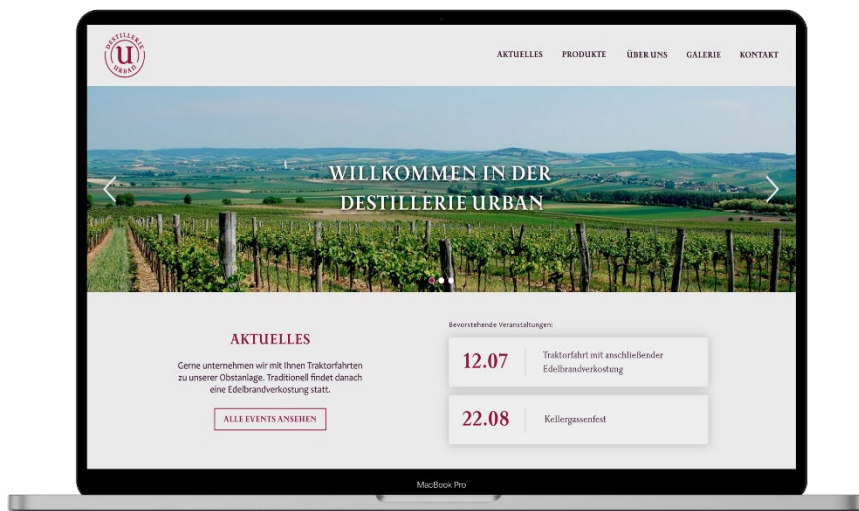 DESTILLERIE
U
URBAN
AKTUELLES PRODUKTE ÜBER UNS GALERIE KONTAKT
WILLKOMMEN IN DER
DESTILLERIE URBAN
AKTUELLES
Gerne unternehmen wir mit Ihnen Traktorfahrten
zu unserer Obstanlage. Traditionell findet danach
eine Edelbrandverkostung statt.
ALLE EVENTS ANSEHEN
Bevorstehende Veranstaltungen:
12.07
Traktorfahrt mit anschließender
Edelbrandverkostung
22.08
Kellergassenfest
MacBook Pro